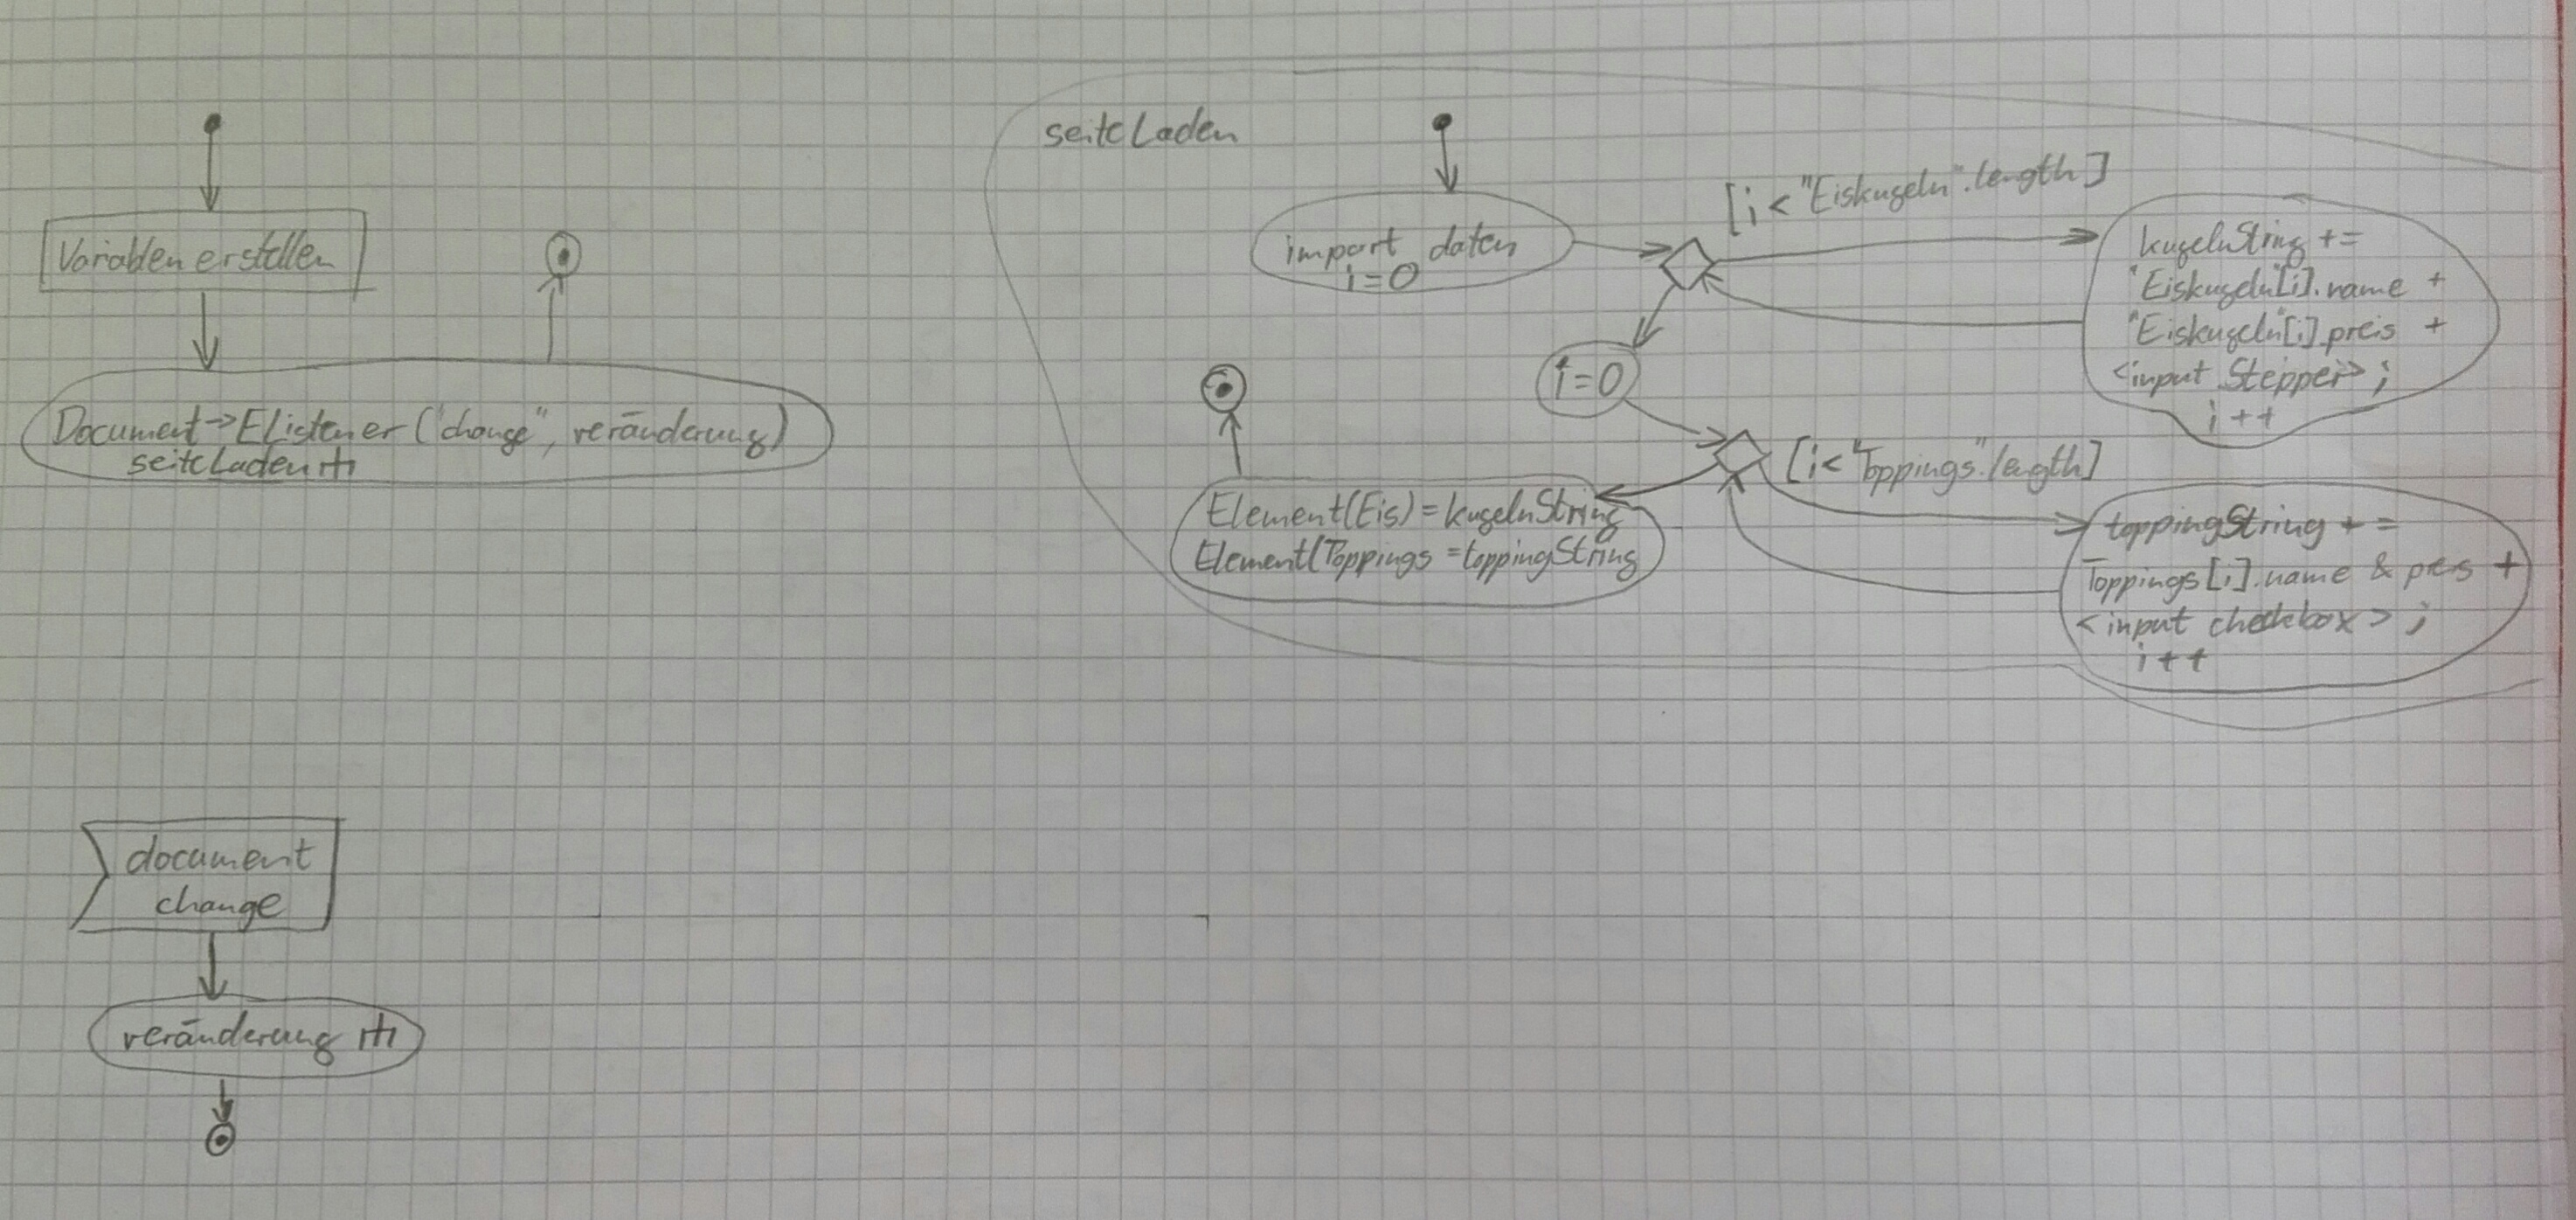 Variablen erstellen
Document->EListener ("change", veränderung)
seiteLaden
seiteLaden
import daten
i=0
[i < "Eiskugeln".length]
kugelnString +=
"Eiskugeln"[i].name +
"Eiskugeln"[i].preis +
<input Stepper> ;
i ++
i=0
[i< "Toppings".length]
toppingString + =
Toppings [i].name & preis +
<input checkbox> ;
i ++
Element(Eis) = kugelnString
Element(Toppings = toppingString
document
change
veränderung